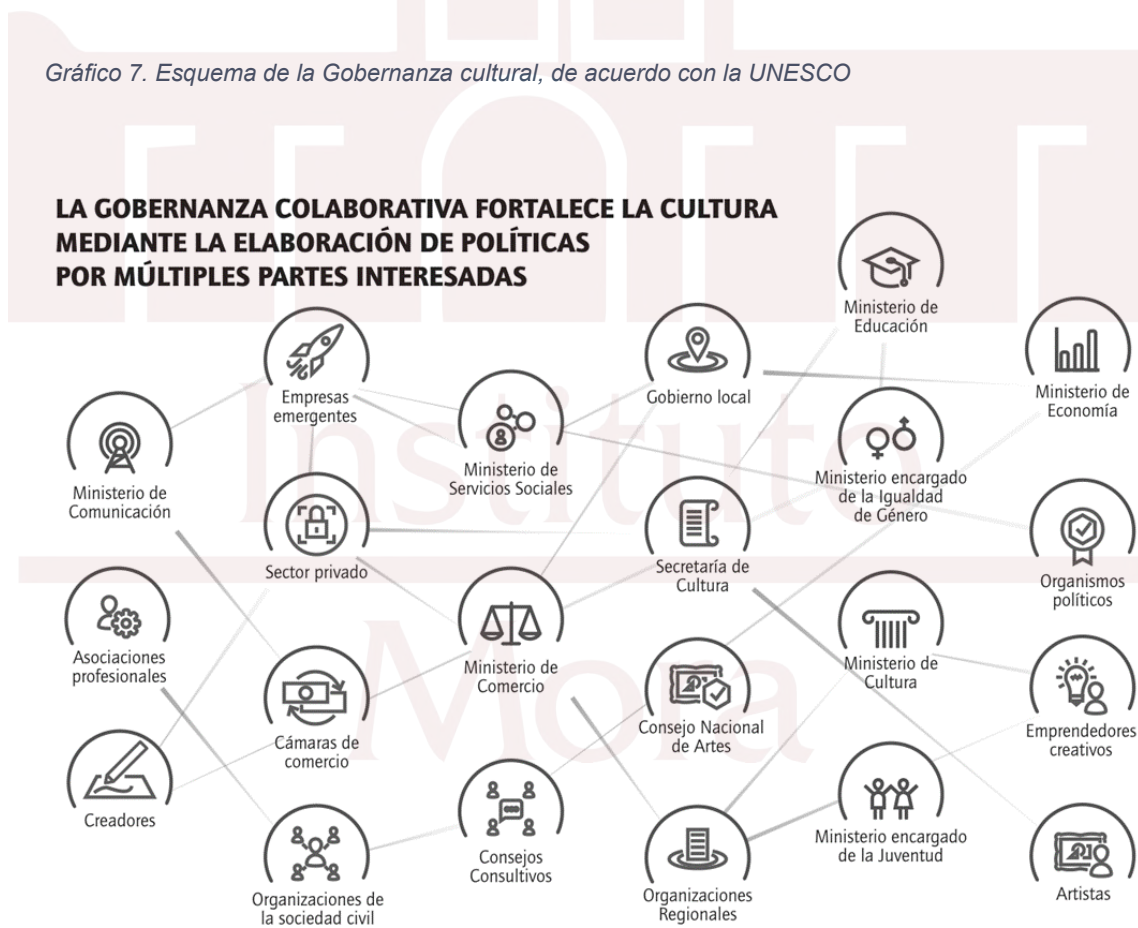 Gráfico 7. Esquema de la Gobernanza cultural, de acuerdo con la UNESCO
LA GOBERNANZA COLABORATIVA FORTALECE LA CULTURA
MEDIANTE LA ELABORACIÓN DE POLÍTICAS
POR MÚLTIPLES PARTES INTERESADAS
Ministerio de
Comunicación
Asociaciones
profesionales
Creadores
Empresas
emergentes
Sector privado
Cámaras de
comercio
Organizaciones de
la sociedad civil
Ministerio de
Servicios Sociales
Ministerio de
Comercio
Consejos
Consultivos
Gobierno local
Secretaría de
Cultura
Consejo Nacional
de Artes
Organizaciones
Regionales
Ministerio de
Educación
Ministerio encargado
de la Igualdad
de Género
Ministerio de
Cultura
Ministerio encargado
de la Juventud
Ministerio de
Economía
Organismos
políticos
Emprendedores
creativos
Artistas
Instituto
Mora